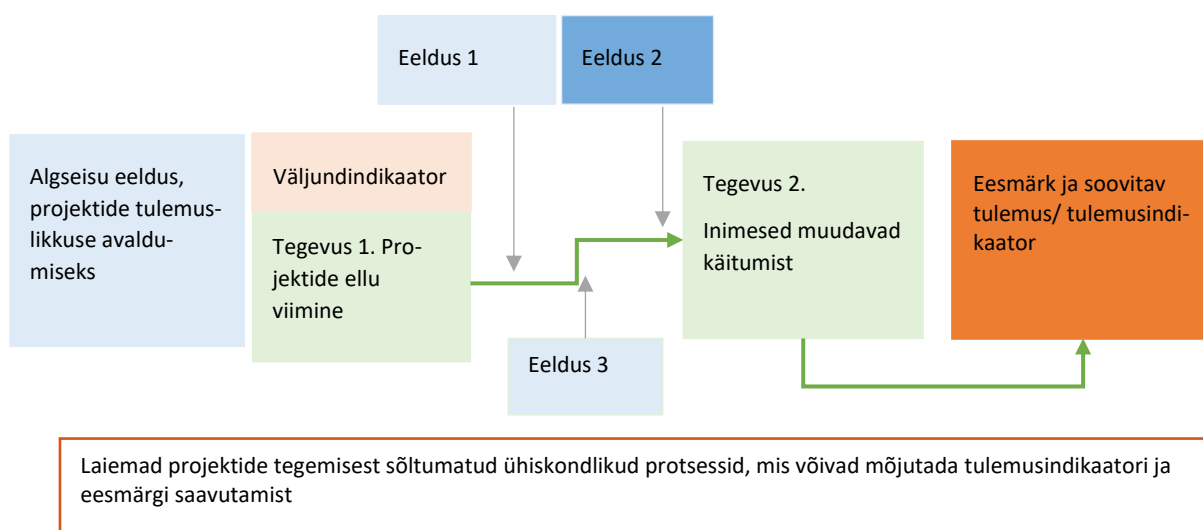 Eeldus 1
Eeldus 2
Algseisu eeldus,
projektide tulemus-
likkuse avaldu-
miseks
Väljundindikaator
Tegevus 1. Pro-
jektide ellu
viimine
Tegevus 2.
Inimesed muudavad
käitumist
Eesmärk ja soovitav
tulemus/ tulemusindi-
kaator
Eeldus 3
Laiemad projektide tegemisest sõltumatud ühiskondlikud protsessid, mis võivad mõjutada tulemusindikaatori ja
eesmärgi saavutamist